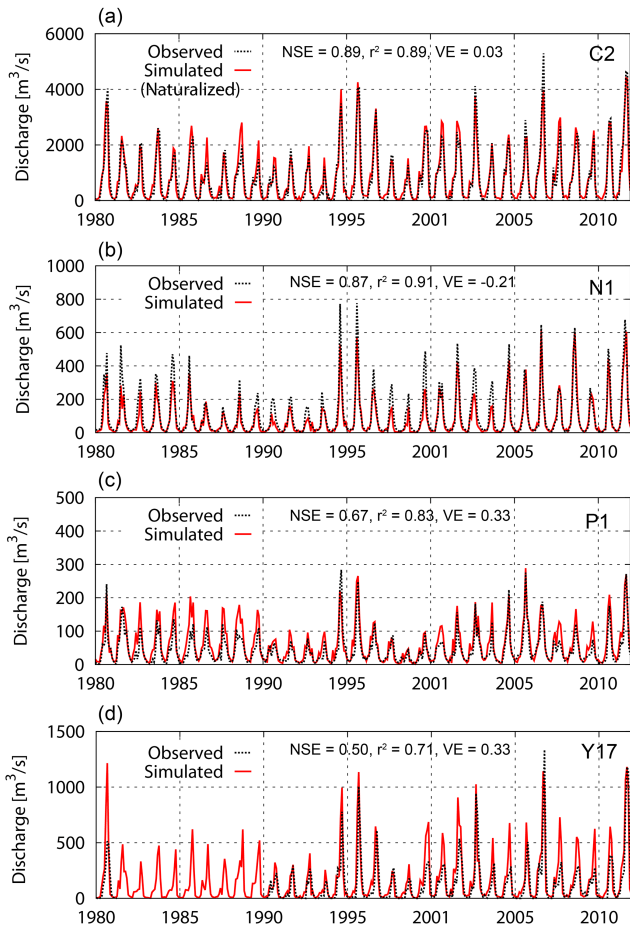 (a)
6000
4000
2000
0
Discharge [m³/s]
Observed
Simulated
(Naturalized)
NSE = 0.89, r² = 0.89, VE = 0.03
C2
1980 1985 1990 1995 2001 2005 2010
(b)
1000
800
600
400
200
0
Discharge [m³/s]
Observed
Simulated
NSE = 0.87, r² = 0.91, VE = -0.21
N1
1980 1985 1990 1995 2001 2005 2010
(c)
500
400
300
200
100
0
Discharge [m³/s]
Observed
Simulated
NSE = 0.67, r² = 0.83, VE = 0.33
P1
1980 1985 1990 1995 2001 2005 2010
(d)
1500
1000
500
0
Discharge [m³/s]
Observed
Simulated
NSE = 0.50, r² = 0.71, VE = 0.33
Y17
1980 1985 1990 1995 2001 2005 2010